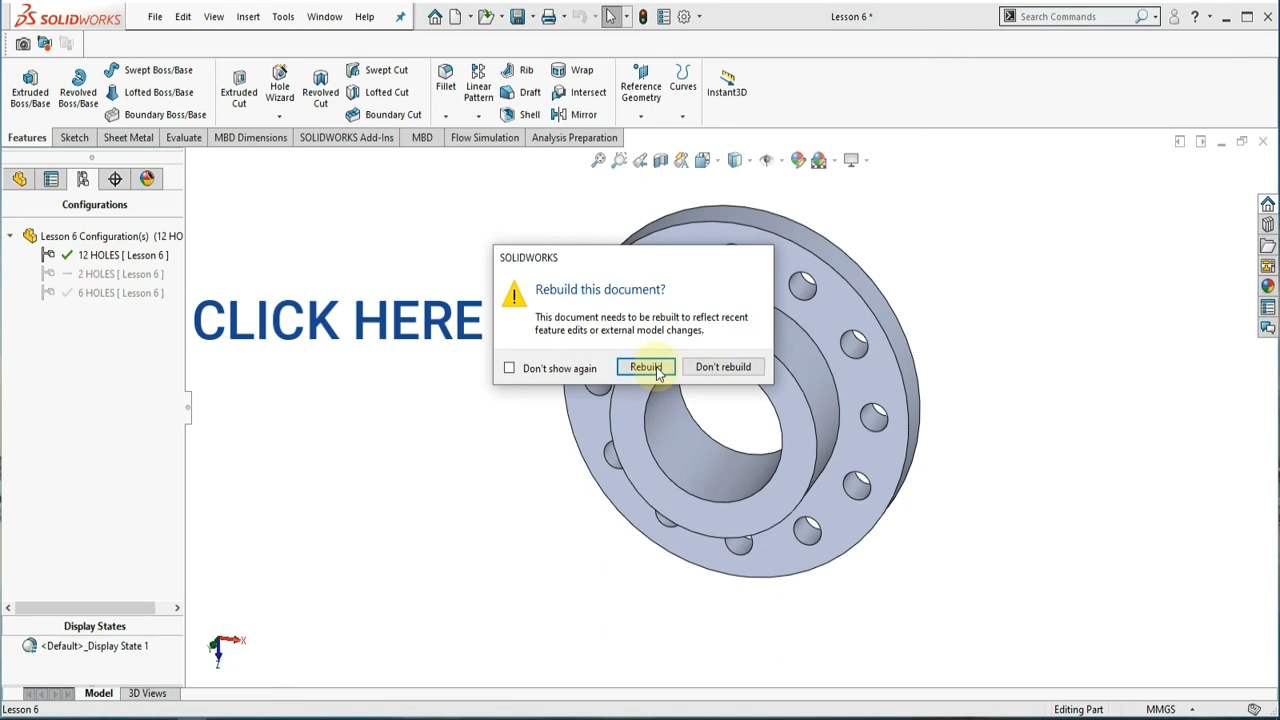 SOLIDWORKS File Edit View Insert Tools Window Help Lesson 6 * Search Commands
Swept Boss/Base Swept Cut Rib Wrap
Extruded Boss/Base Revolved Boss/Base Lofted Boss/Base Extruded Cut Hole Wizard Revolved Cut Lofted Cut Fillet Linear Pattern Draft Intersect Reference Geometry Curves Instant3D
Boundary Boss/Base Boundary Cut Shell Mirror
Features Sketch Sheet Metal Evaluate MBD Dimensions SOLIDWORKS Add-Ins MBD Flow Simulation Analysis Preparation
Configurations
Lesson 6 Configuration(s) (12 HO
12 HOLES [ Lesson 6 ]
2 HOLES [ Lesson 6 ]
6 HOLES [ Lesson 6 ]
CLICK HERE
SOLIDWORKS
Rebuild this document?
This document needs to be rebuilt to reflect recent
feature edits or external model changes.
Don't show again Rebuild Don't rebuild
Display States
<Default>_Display State 1
X
Z
Model 3D Views
Lesson 6 Editing Part MMGS